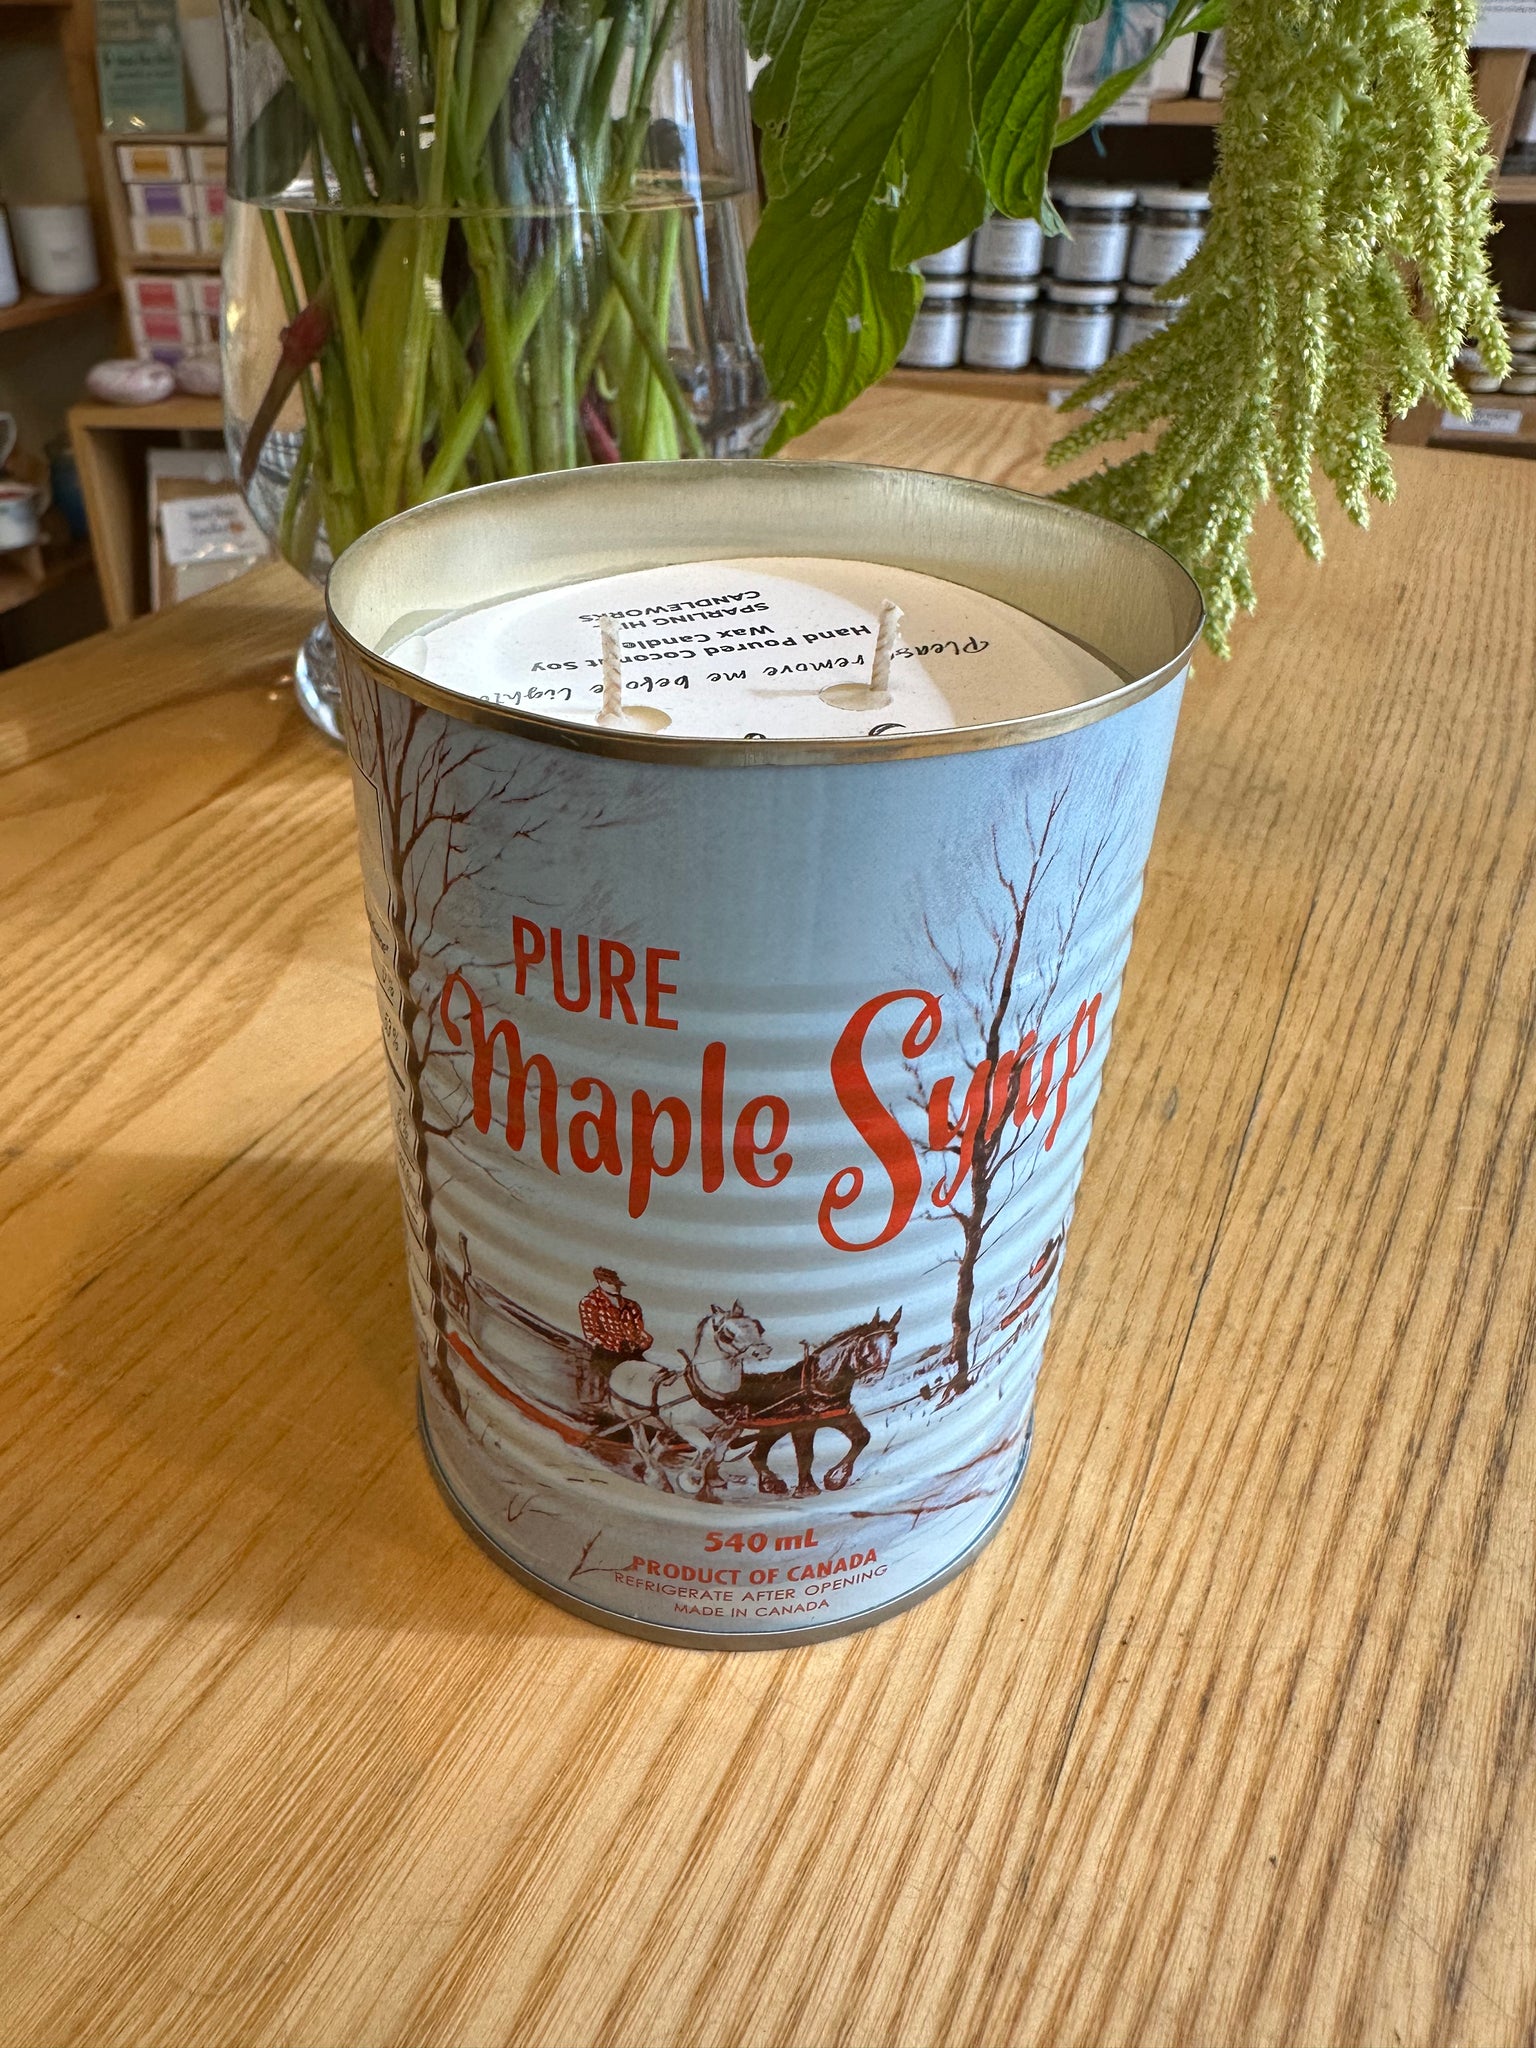 Please remove me before lighting
Hand Poured Coconut Soy
Wax Candle
SPARLING HILL
CANDLEWORKS
PURE
Maple Syrup
540 mL
PRODUCT OF CANADA
REFRIGERATE AFTER OPENING
MADE IN CANADA